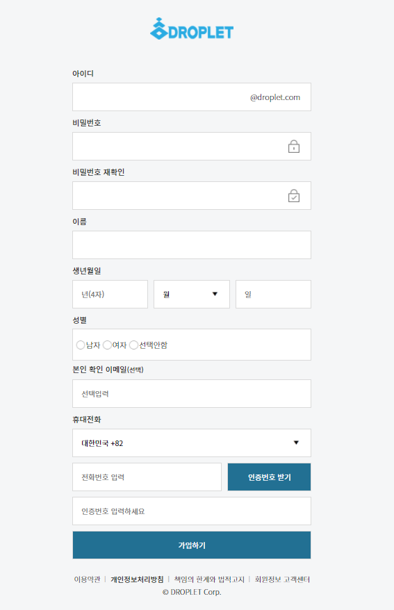 DROPLET
아이디
@droplet.com
비밀번호
비밀번호 재확인
이름
생년월일
년(4자) 월 일
성별
남자 여자 선택안함
본인 확인 이메일(선택)
선택입력
휴대전화
대한민국 +82
전화번호 입력 인증번호 받기
인증번호 입력하세요
가입하기
이용약관 | 개인정보처리방침 | 책임의 한계와 법적고지 | 회원정보 고객센터
© DROPLET Corp.